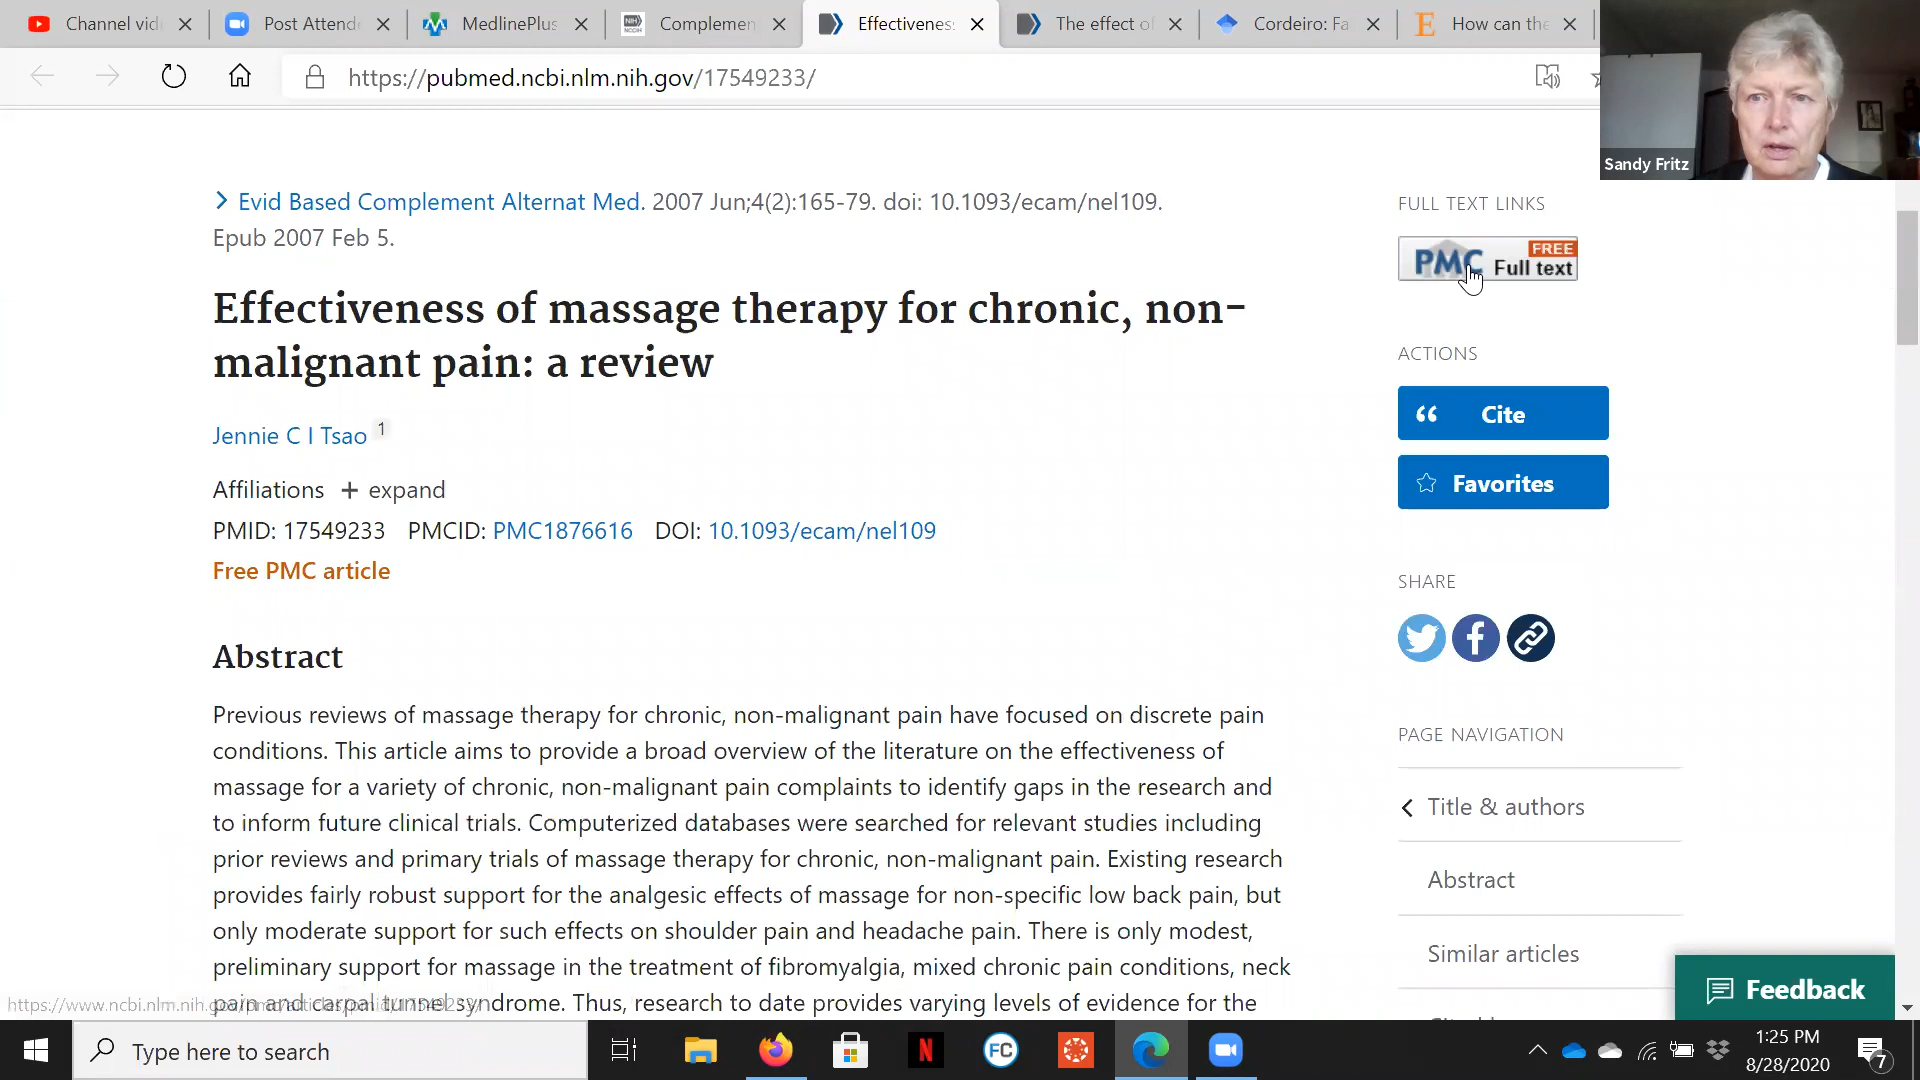 Channel vid
Post Attend
MedlinePlus
Complemen
Effectivenes
The effect o
Cordeiro: Fa
How can the
https://pubmed.ncbi.nlm.nih.gov/17549233/
Sandy Fritz
Evid Based Complement Alternat Med. 2007 Jun;4(2):165-79. doi: 10.1093/ecam/nel109.
Epub 2007 Feb 5.
Effectiveness of massage therapy for chronic, non-
malignant pain: a review
Jennie C I Tsao 1
Affiliations + expand
PMID: 17549233 PMCID: PMC1876616 DOI: 10.1093/ecam/nel109
Free PMC article
Abstract
Previous reviews of massage therapy for chronic, non-malignant pain have focused on discrete pain
conditions. This article aims to provide a broad overview of the literature on the effectiveness of
massage for a variety of chronic, non-malignant pain complaints to identify gaps in the research and
to inform future clinical trials. Computerized databases were searched for relevant studies including
prior reviews and primary trials of massage therapy for chronic, non-malignant pain. Existing research
provides fairly robust support for the analgesic effects of massage for non-specific low back pain, but
only moderate support for such effects on shoulder pain and headache pain. There is only modest,
preliminary support for massage in the treatment of fibromyalgia, mixed chronic pain conditions, neck
pain and carpal tunnel syndrome. Thus, research to date provides varying levels of evidence for the
FULL TEXT LINKS
PMC FREE
Full text
ACTIONS
Cite
Favorites
SHARE
PAGE NAVIGATION
Title & authors
Abstract
Similar articles
Feedback
Type here to search
N
FC
1:25 PM
8/28/2020
7